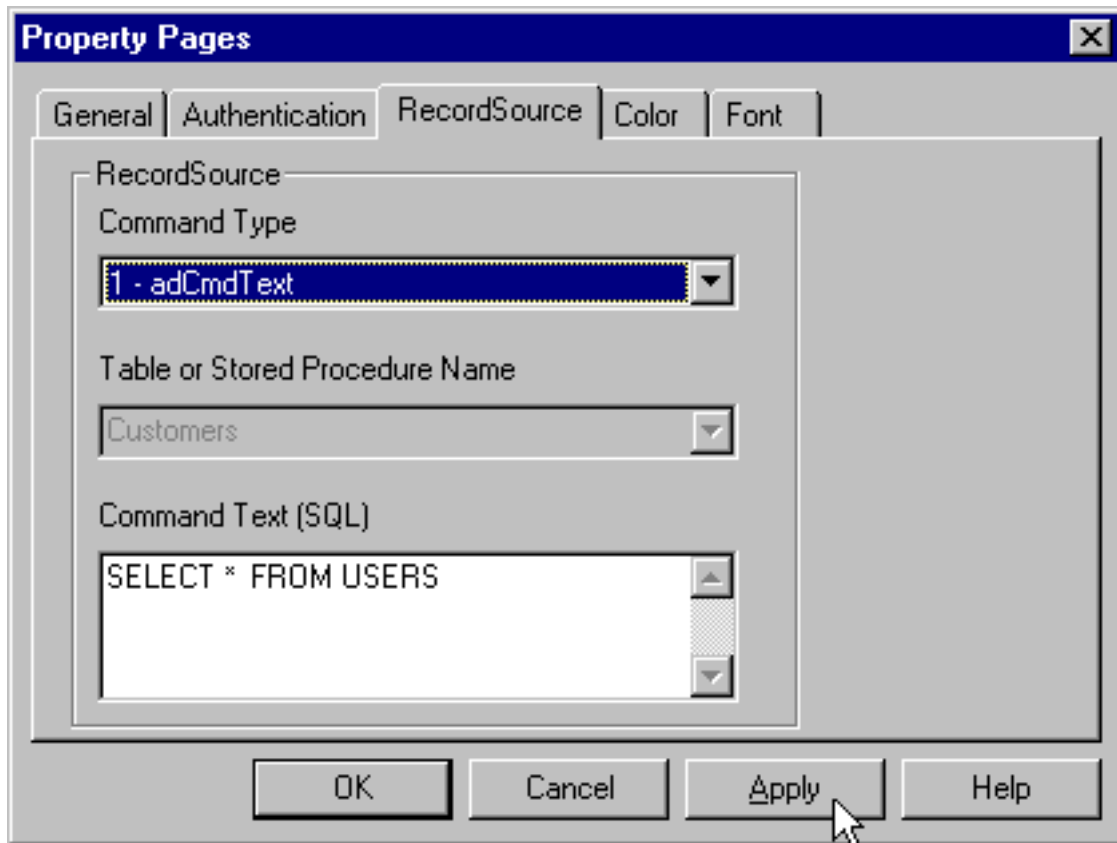 Property Pages
General Authentication RecordSource Color Font
RecordSource
Command Type
1 - adCmdText
Table or Stored Procedure Name
Customers
Command Text (SQL)
SELECT * FROM USERS
OK Cancel Apply Help